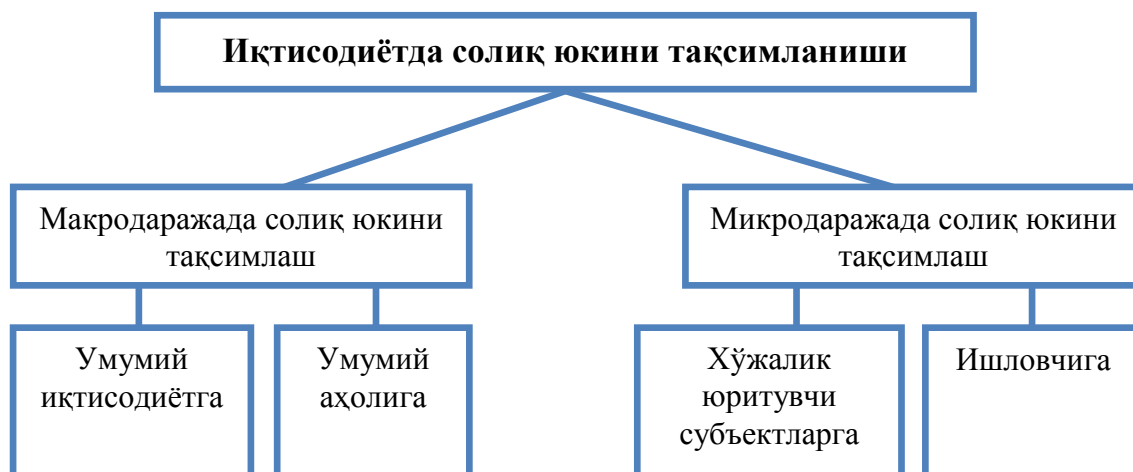 Иқтисодиётда солиқ юкини тақсимланиши
Макродаражада солиқ юкини
тақсимлаш
Микродаражада солиқ юкини
тақсимлаш
Умумий
иқтисодиётга
Умумий
аҳолига
Хўжалик
юритувчи
субъектларга
Ишловчига